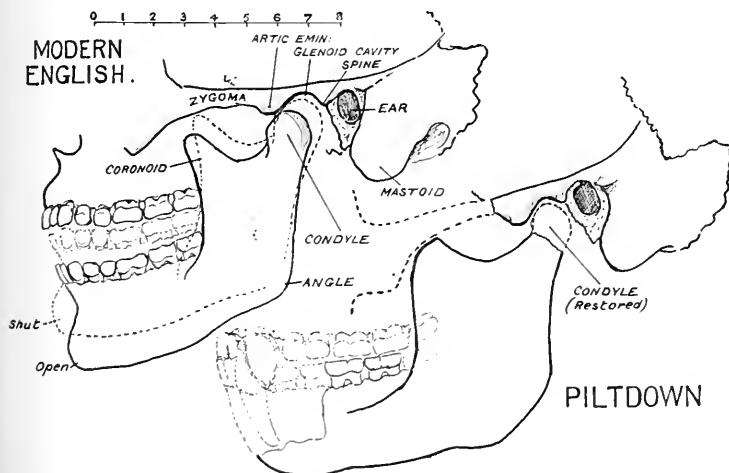 0 1 2 3 4 5 6 7 8
MODERN
ENGLISH.
ARTIC EMIN:
GLENOID CAVITY
SPINE
ZYGOMA
EAR
CORONOID
MASTOID
CONDYLE
ANGLE
CONDYLE
(Restored)
Shut
Open
PILTDOWN